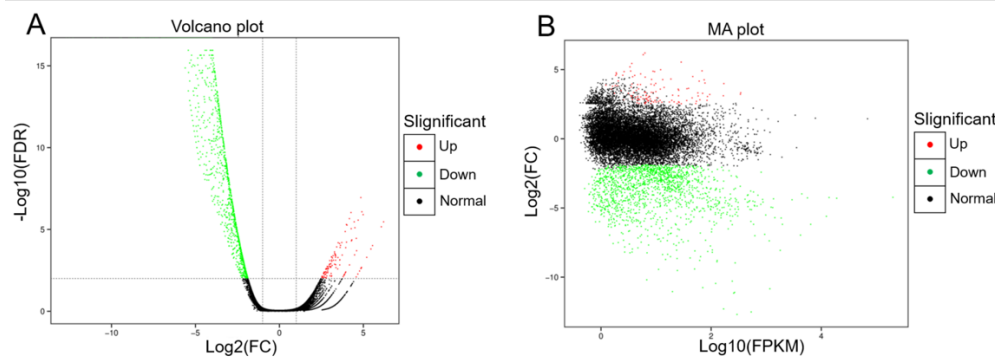 A
Volcano plot
15
10
5
0
-Log10(FDR)
−10
−5
0
5
Log2(FC)
Slignificant
Up
Down
Normal
B
MA plot
5
0
−5
−10
Log2(FC)
0
2
4
Log10(FPKM)
Slignificant
Up
Down
Normal